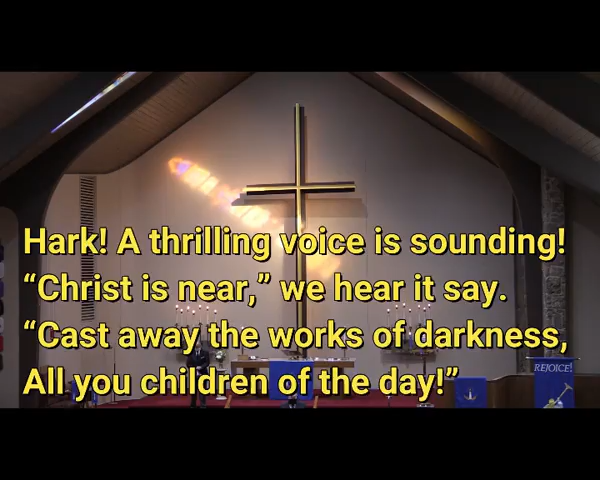 Hark! A thrilling voice is sounding!
“Christ is near,” we hear it say.
“Cast away the works of darkness,
All you children of the day!”
REJOICE!